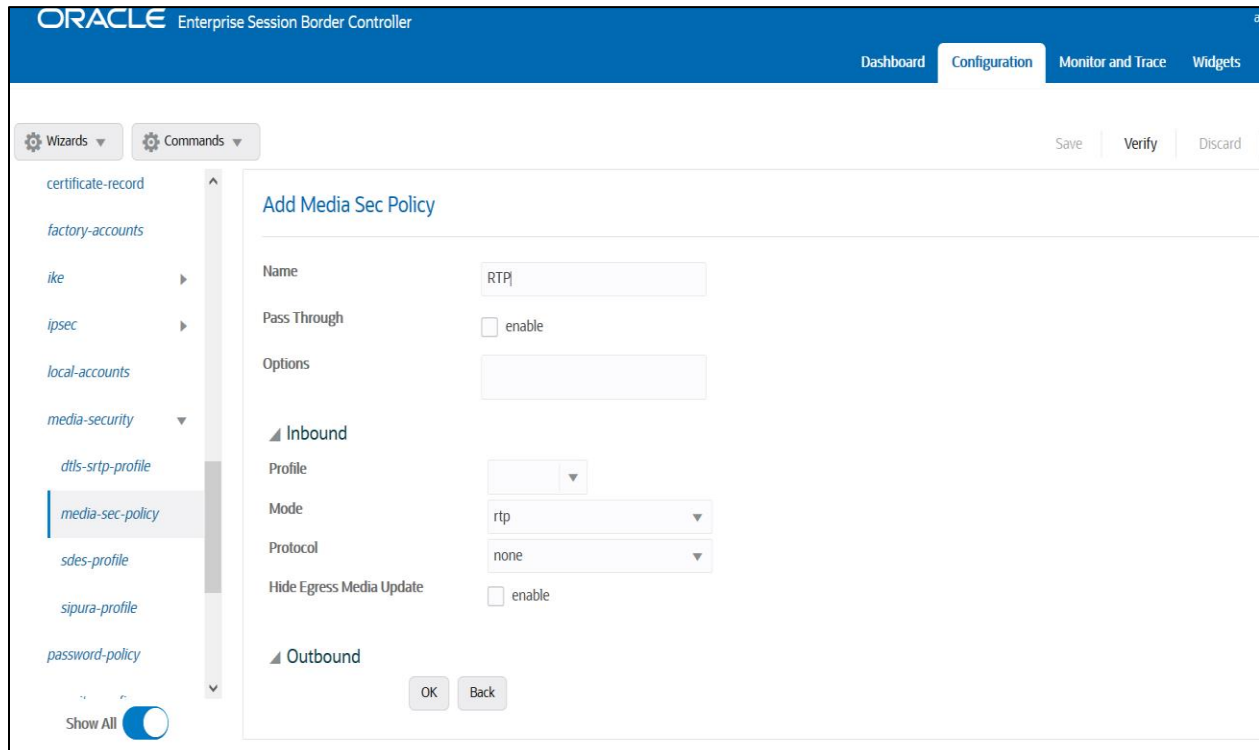 ORACLE Enterprise Session Border Controller
a
Dashboard Configuration Monitor and Trace Widgets
Wizards Commands Save Verify Discard
certificate-record
factory-accounts
ike
ipsec
local-accounts
media-security
dtls-srtp-profile
media-sec-policy
sdes-profile
sipura-profile
password-policy
Show All
Add Media Sec Policy
Name RTP
Pass Through enable
Options
Inbound
Profile
Mode rtp
Protocol none
Hide Egress Media Update enable
Outbound
OK Back